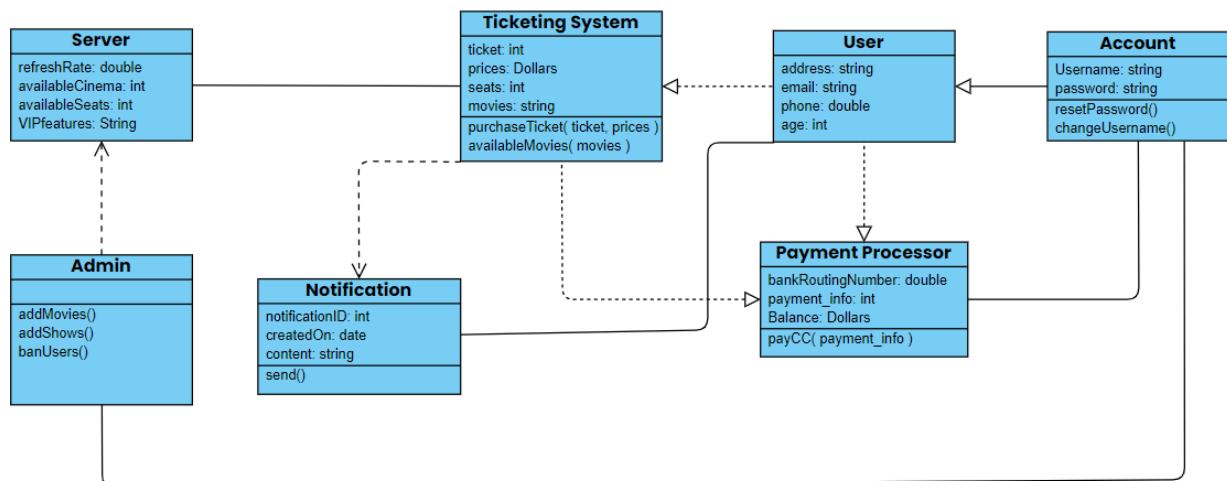 Server
refreshRate: double
availableCinema: int
availableSeats: int
VIPfeatures: String
Ticketing System
ticket: int
prices: Dollars
seats: int
movies: string
purchaseTicket( ticket, prices )
availableMovies( movies )
User
address: string
email: string
phone: double
age: int
Account
Username: string
password: string
resetPassword()
changeUsername()
Admin
addMovies()
addShows()
banUsers()
Notification
notificationID: int
createdOn: date
content: string
send()
Payment Processor
bankRoutingNumber: double
payment_info: int
Balance: Dollars
payCC( payment_info )